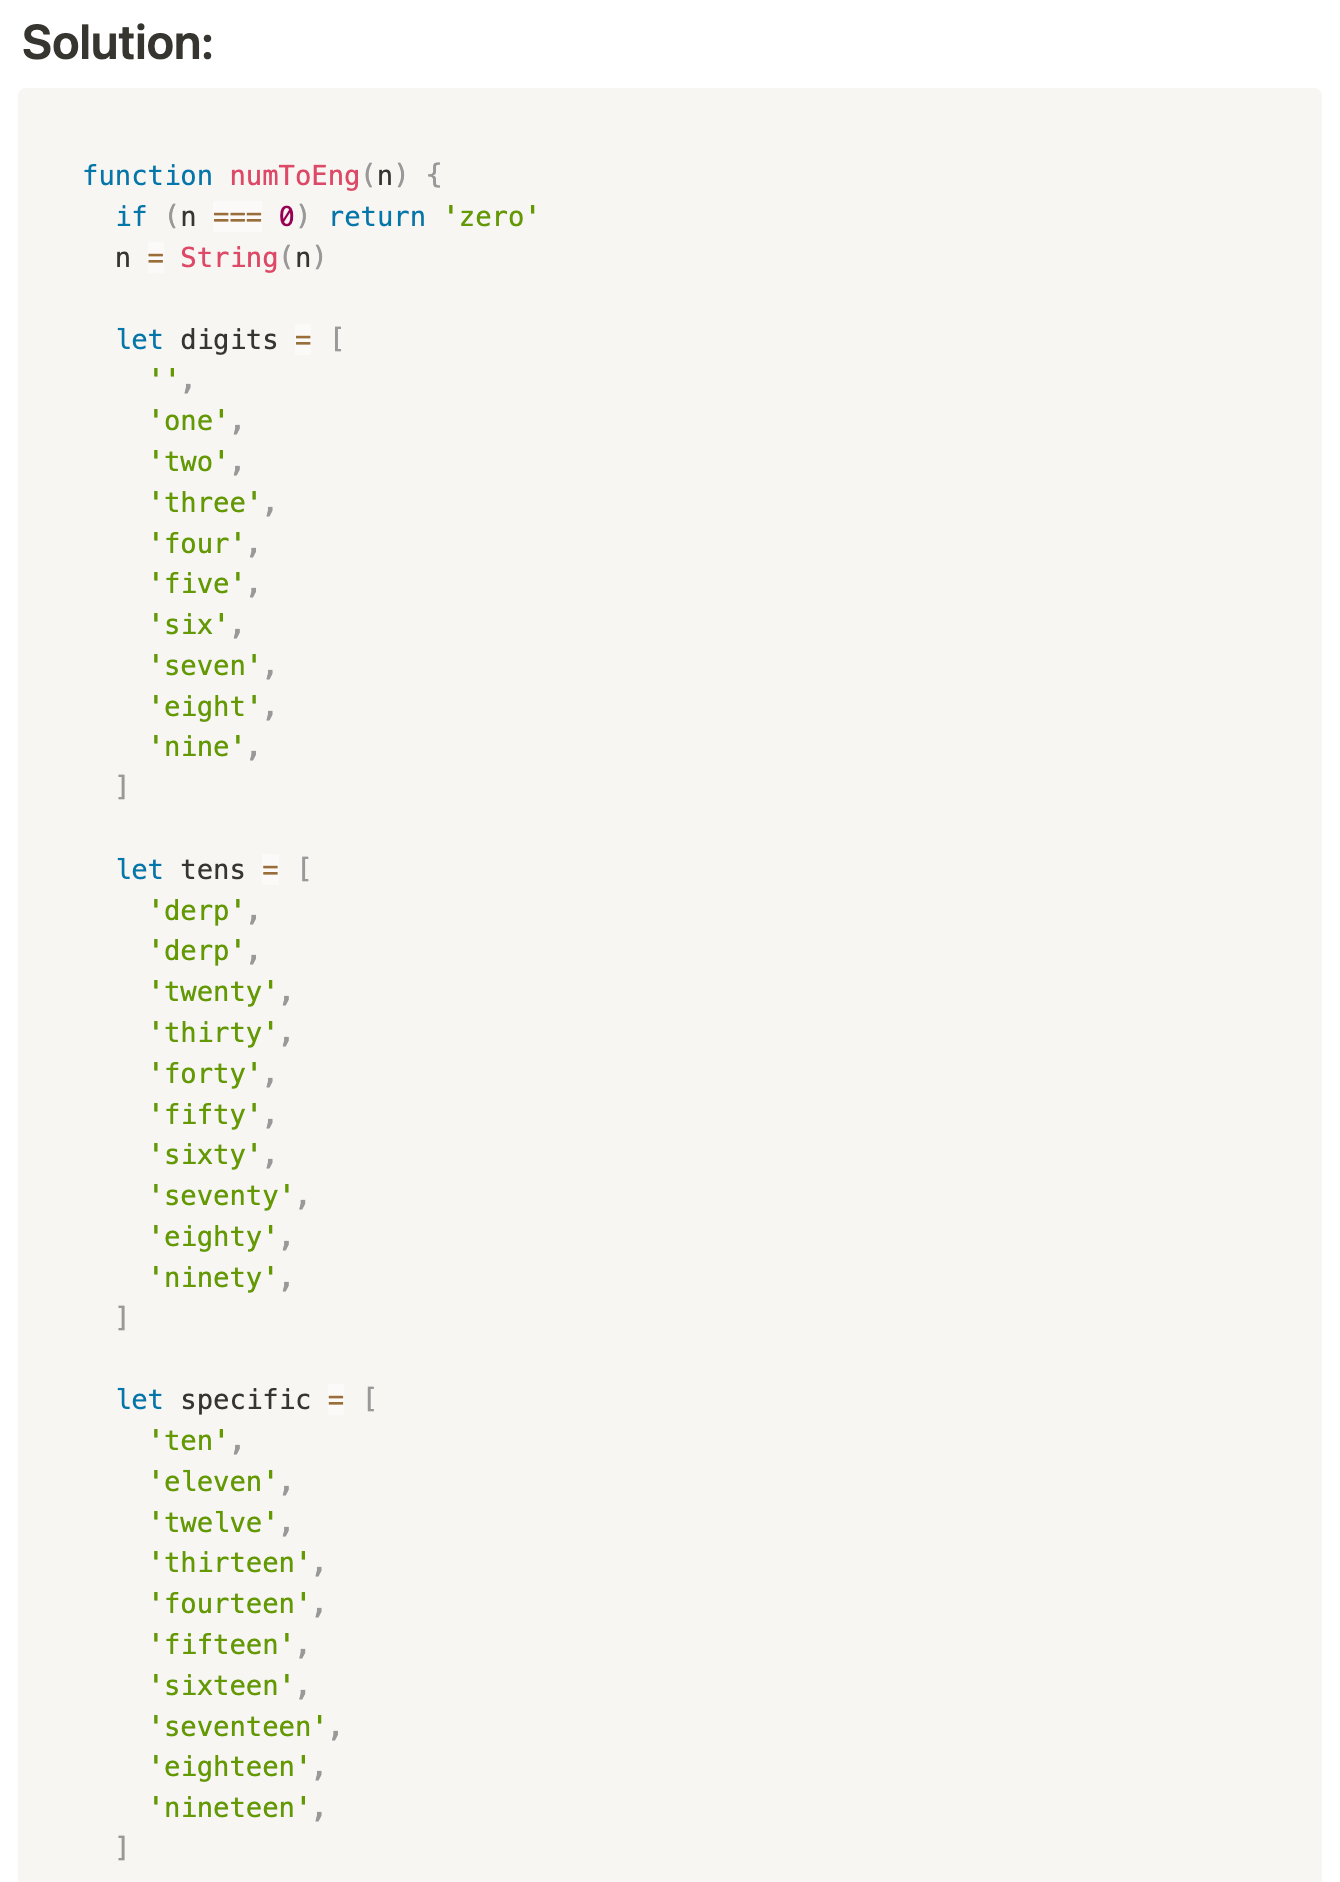 Solution:
function numToEng(n) {
  if (n === 0) return 'zero'
  n = String(n)

  let digits = [
    '',
    'one',
    'two',
    'three',
    'four',
    'five',
    'six',
    'seven',
    'eight',
    'nine',
  ]

  let tens = [
    'derp',
    'derp',
    'twenty',
    'thirty',
    'forty',
    'fifty',
    'sixty',
    'seventy',
    'eighty',
    'ninety',
  ]

  let specific = [
    'ten',
    'eleven',
    'twelve',
    'thirteen',
    'fourteen',
    'fifteen',
    'sixteen',
    'seventeen',
    'eighteen',
    'nineteen',
  ]